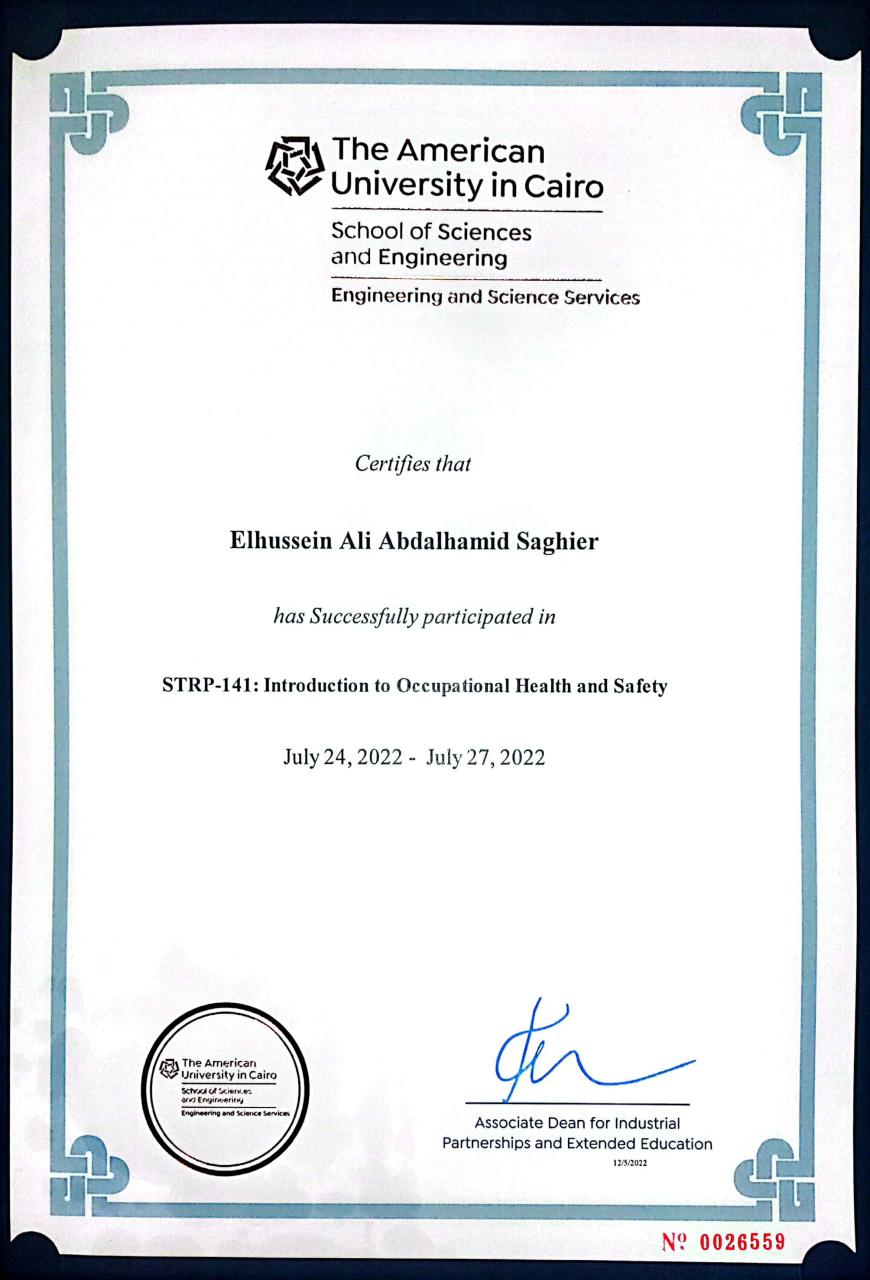 The American
University in Cairo
School of Sciences
and Engineering
Engineering and Science Services
Certifies that
Elhussein Ali Abdalhamid Saghier
has Successfully participated in
STRP-141: Introduction to Occupational Health and Safety
July 24, 2022 - July 27, 2022
The American
University in Cairo
School of Sciences
and Engineering
Engineering and Science Services
Associate Dean for Industrial
Partnerships and Extended Education
12/5/2022
Nº 0026559